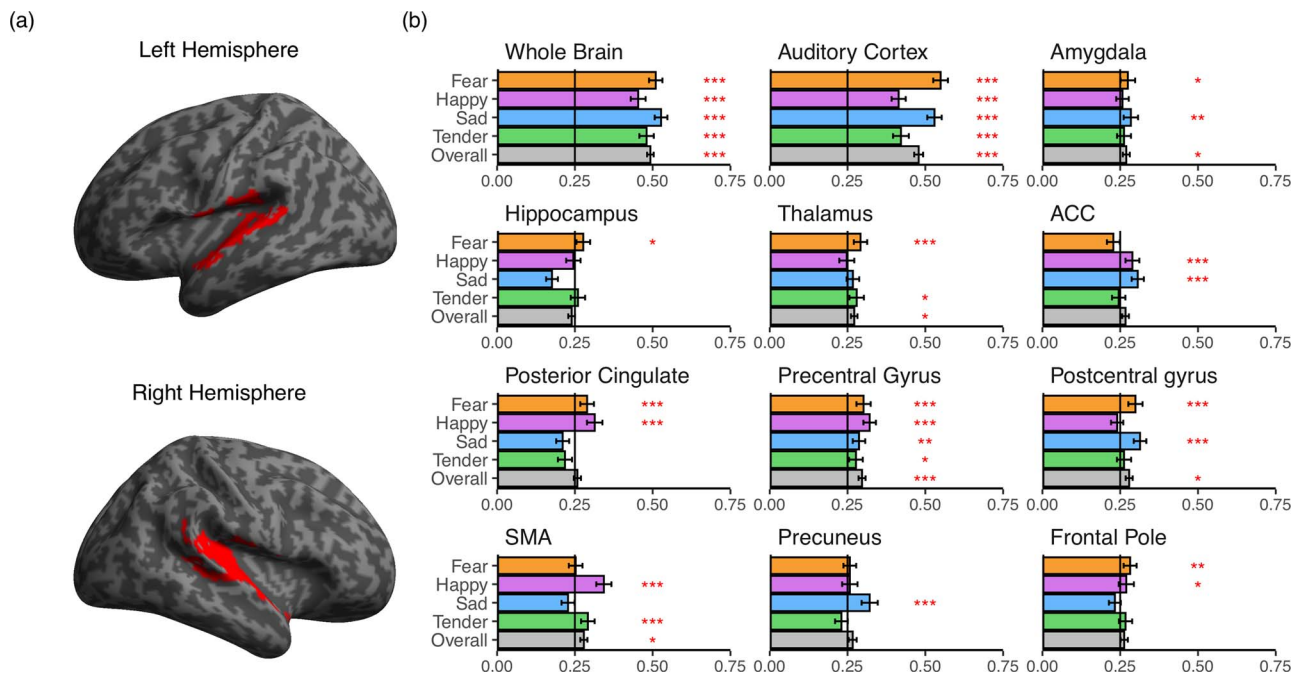 (a)
Left Hemisphere
Right Hemisphere
(b)
Whole Brain
Fear ***
Happy ***
Sad ***
Tender ***
Overall ***
0.00 0.25 0.50 0.75
Auditory Cortex
***
***
***
***
***
0.00 0.25 0.50 0.75
Amygdala
*
**
*
0.00 0.25 0.50 0.75
Hippocampus
Fear *
Happy
Sad
Tender
Overall
0.00 0.25 0.50 0.75
Thalamus
***
*
*
0.00 0.25 0.50 0.75
ACC
***
***
0.00 0.25 0.50 0.75
Posterior Cingulate
Fear ***
Happy ***
Sad
Tender
Overall
0.00 0.25 0.50 0.75
Precentral Gyrus
***
***
**
*
***
0.00 0.25 0.50 0.75
Postcentral gyrus
***
***
*
0.00 0.25 0.50 0.75
SMA
Fear
Happy ***
Sad
Tender ***
Overall *
0.00 0.25 0.50 0.75
Precuneus
***
0.00 0.25 0.50 0.75
Frontal Pole
**
*
0.00 0.25 0.50 0.75